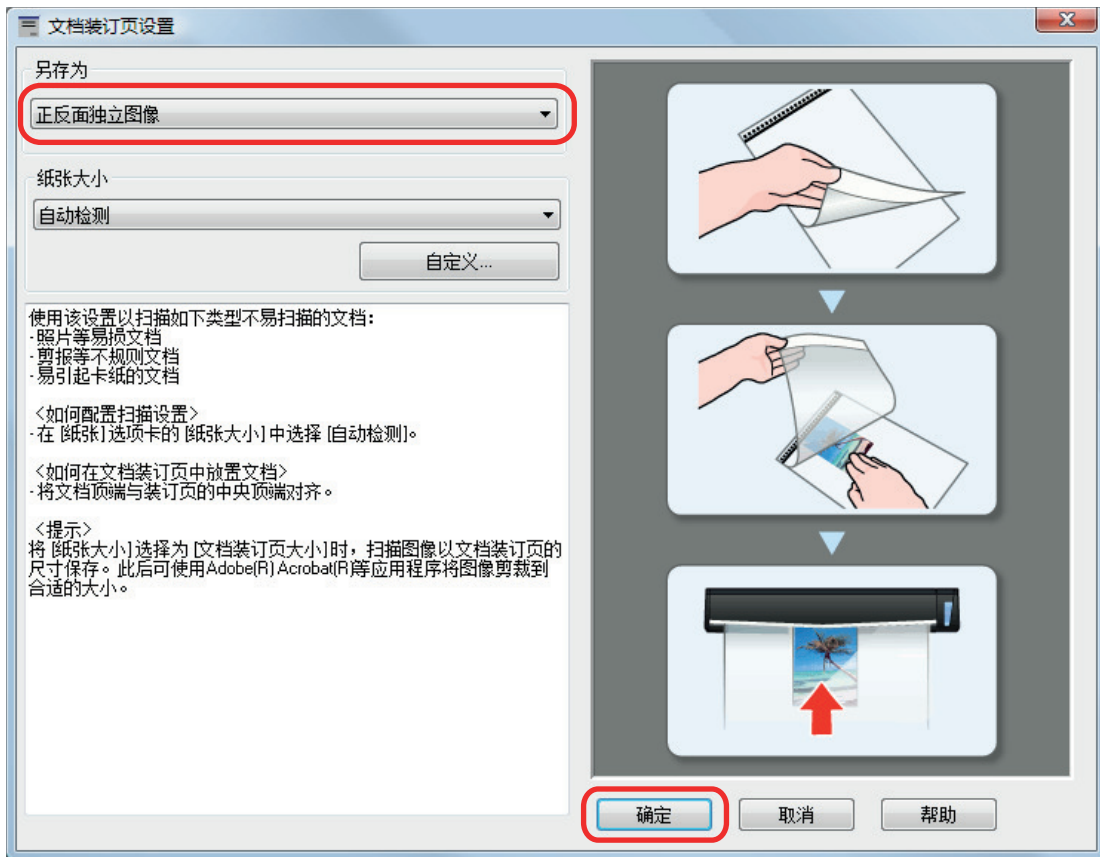 文档装订页设置
另存为
正反面独立图像
纸张大小
自动检测
自定义...
使用该设置以扫描如下类型不易扫描的文档:
·照片等易损文档
·剪报等不规则文档
·易引起卡纸的文档
<如何配置扫描设置>
·在 [纸张] 选项卡的 [纸张大小] 中选择 [自动检测]。
<如何在文档装订页中放置文档>
·将文档顶端与装订页的中央顶端对齐。
<提示>
将 [纸张大小] 选择为 [文档装订页大小] 时，扫描图像以文档装订页的
尺寸保存。此后可使用Adobe(R) Acrobat(R)等应用程序将图像剪裁到
合适的大小。
确定
取消
帮助